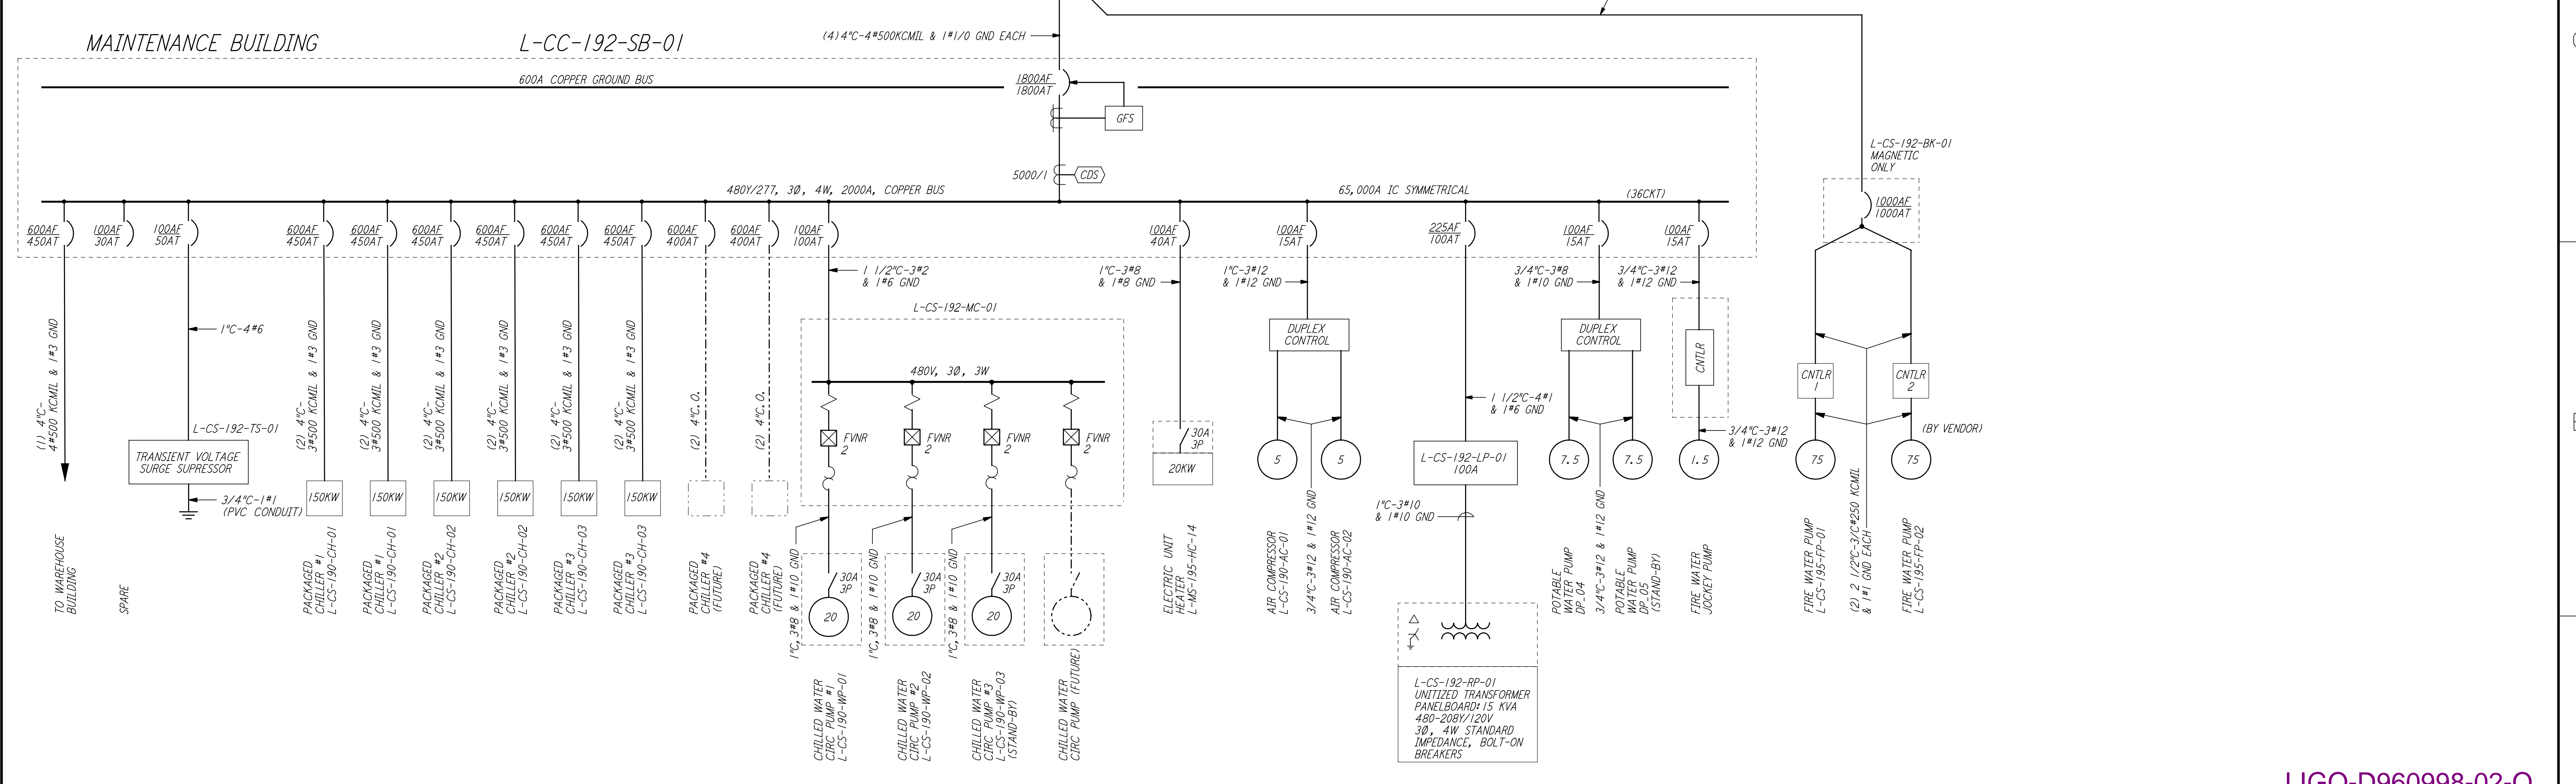 MAINTENANCE BUILDING
L-CC-192-SB-01
(4)4"C-4#500KCMIL & 1#1/0 GND EACH
600A COPPER GROUND BUS
1800AF
1800AT
GFS
5000/1
CDS
480Y/277, 3Ø, 4W, 2000A, COPPER BUS
65,000A IC SYMMETRICAL
(36CKT)
L-CS-192-BK-01
MAGNETIC
ONLY
1000AF
1000AT
600AF
450AT
100AF
30AT
100AF
50AT
600AF
450AT
600AF
450AT
600AF
450AT
600AF
450AT
600AF
450AT
600AF
450AT
600AF
400AT
600AF
400AT
100AF
100AT
100AF
40AT
100AF
15AT
225AF
100AT
100AF
15AT
100AF
15AT
(1) 4"C-
4#500 KCMIL & 1#3 GND
TO WAREHOUSE
BUILDING
SPARE
1"C-4#6
L-CS-192-TS-01
TRANSIENT VOLTAGE
SURGE SUPRESSOR
3/4"C-1#1
(PVC CONDUIT)
(2) 4"C-
3#500 KCMIL & 1#3 GND
(2) 4"C-
3#500 KCMIL & 1#3 GND
(2) 4"C-
3#500 KCMIL & 1#3 GND
(2) 4"C-
3#500 KCMIL & 1#3 GND
(2) 4"C-
3#500 KCMIL & 1#3 GND
(2) 4"C-
3#500 KCMIL & 1#3 GND
(2) 4"C.O.
(2) 4"C.O.
150KW
150KW
150KW
150KW
150KW
150KW
PACKAGED
CHILLER #1
L-CS-190-CH-01
PACKAGED
CHILLER #1
L-CS-190-CH-01
PACKAGED
CHILLER #2
L-CS-190-CH-02
PACKAGED
CHILLER #2
L-CS-190-CH-02
PACKAGED
CHILLER #3
L-CS-190-CH-03
PACKAGED
CHILLER #3
L-CS-190-CH-03
PACKAGED
CHILLER #4
(FUTURE)
PACKAGED
CHILLER #4
(FUTURE)
1 1/2"C-3#2
& 1#6 GND
L-CS-192-MC-01
480V, 3Ø, 3W
FVNR
2
FVNR
2
FVNR
2
FVNR
2
1"C,3#8 & 1#10 GND
1"C,3#8 & 1#10 GND
1"C,3#8 & 1#10 GND
30A
3P
30A
3P
30A
3P
20
20
20
CHILLED WATER
CIRC PUMP #1
L-CS-190-WP-01
CHILLED WATER
CIRC PUMP #2
L-CS-190-WP-02
CHILLED WATER
CIRC PUMP #3
L-CS-190-WP-03
(STAND-BY)
CHILLED WATER
CIRC PUMP (FUTURE)
1"C-3#8
& 1#8 GND
30A
3P
20KW
ELECTRIC UNIT
HEATER
L-MS-195-HC-14
1"C-3#12
& 1#12 GND
DUPLEX
CONTROL
5
5
AIR COMPRESSOR
L-CS-190-AC-01
3/4"C-3#12 & 1#12 GND
AIR COMPRESSOR
L-CS-190-AC-02
1 1/2"C-4#1
& 1#6 GND
L-CS-192-LP-01
100A
1"C-3#10
& 1#10 GND
L-CS-192-RP-01
UNITIZED TRANSFORMER
PANELBOARD:15 KVA
480-208Y/120V
3Ø, 4W STANDARD
IMPEDANCE, BOLT-ON
BREAKERS
3/4"C-3#8
& 1#10 GND
DUPLEX
CONTROL
7.5
7.5
POTABLE
WATER PUMP
DP_04
3/4"C-3#12 & 1#12 GND
POTABLE
WATER PUMP
DP_05
(STAND-BY)
3/4"C-3#12
& 1#12 GND
CNTLR
3/4"C-3#12
& 1#12 GND
1.5
FIRE WATER
JOCKEY PUMP
CNTLR
1
CNTLR
2
(BY VENDOR)
75
75
FIRE WATER PUMP
L-CS-195-FP-01
(2) 2 1/2"C-3/C#250 KCMIL
& 1#1 GND EACH
FIRE WATER PUMP
L-CS-195-FP-02
LIGO-D960998-02-O